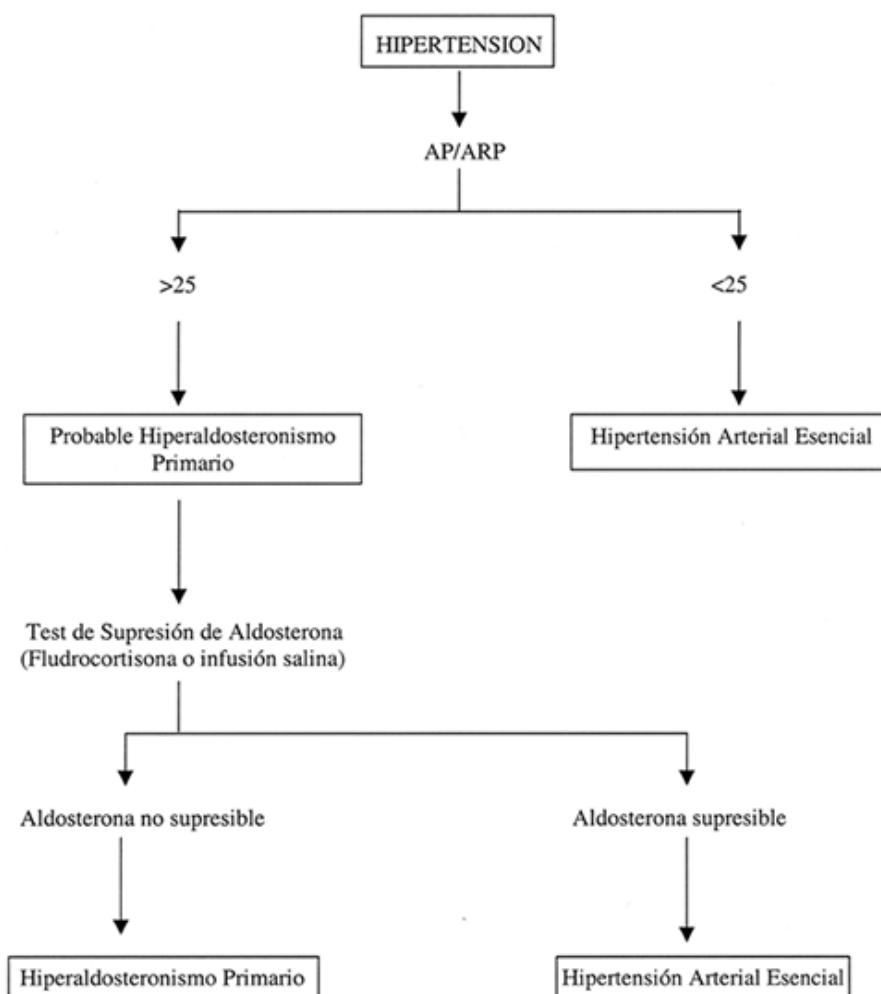 HIPERTENSION
AP/ARP
>25
<25
Probable Hiperaldosteronismo
Primario
Hipertensión Arterial Esencial
Test de Supresión de Aldosterona
(Fludrocortisona o infusión salina)
Aldosterona no supresible
Aldosterona supresible
Hiperaldosteronismo Primario
Hipertensión Arterial Esencial